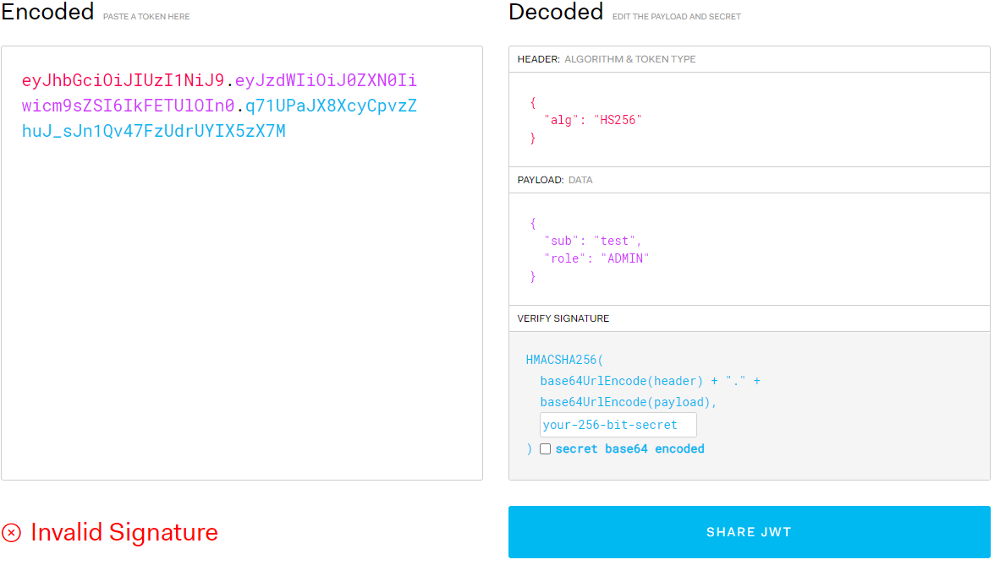 Encoded PASTE A TOKEN HERE
eyJhbGciOiJIUzI1NiJ9.eyJzdWIiOiJ0ZXN0Ii
wicm9sZSI6IkFETUlOIn0.q71UPaJX8XcyCpvzZ
huJ_sJn1Qv47FzUdrUYIX5zX7M
Invalid Signature
Decoded EDIT THE PAYLOAD AND SECRET
HEADER: ALGORITHM & TOKEN TYPE
{
"alg": "HS256"
}
PAYLOAD: DATA
{
"sub": "test",
"role": "ADMIN"
}
VERIFY SIGNATURE
HMACSHA256(
base64UrlEncode(header) + "." +
base64UrlEncode(payload),
your-256-bit-secret
) secret base64 encoded
SHARE JWT